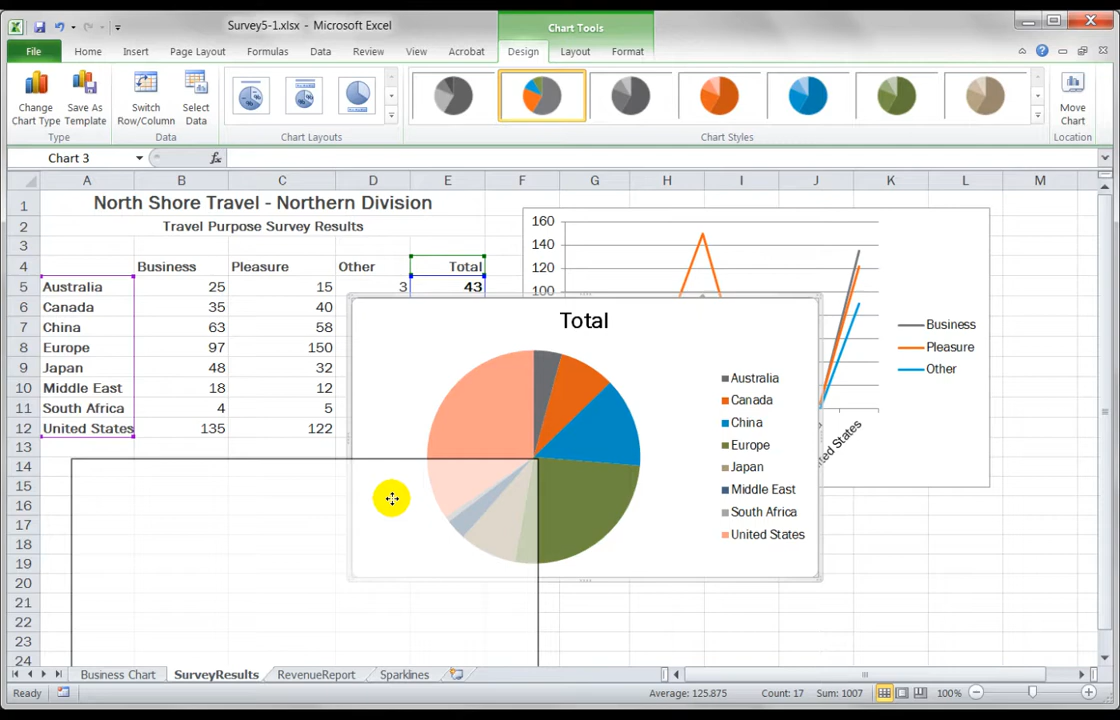 Survey5-1.xlsx - Microsoft Excel
Chart Tools
File Home Insert Page Layout Formulas Data Review View Acrobat Design Layout Format
Change Chart Type
Save As Template
Switch Row/Column
Select Data
Move Chart
Type Data Chart Layouts Chart Styles Location
Chart 3 fx
A B C D E F G H I J K L M
1 North Shore Travel - Northern Division
2 Travel Purpose Survey Results
3
4 Business Pleasure Other Total
5 Australia 25 15 3 43
6 Canada 35 40
7 China 63 58
8 Europe 97 150
9 Japan 48 32
10 Middle East 18 12
11 South Africa 4 5
12 United States 135 122
13
14
15
16
17
18
19
20
21
22
23
24
160
140
120
100
Business
Pleasure
Other
United States
Total
Australia
Canada
China
Europe
Japan
Middle East
South Africa
United States
Business Chart SurveyResults RevenueReport Sparklines
Ready Average: 125.875 Count: 17 Sum: 1007 100%